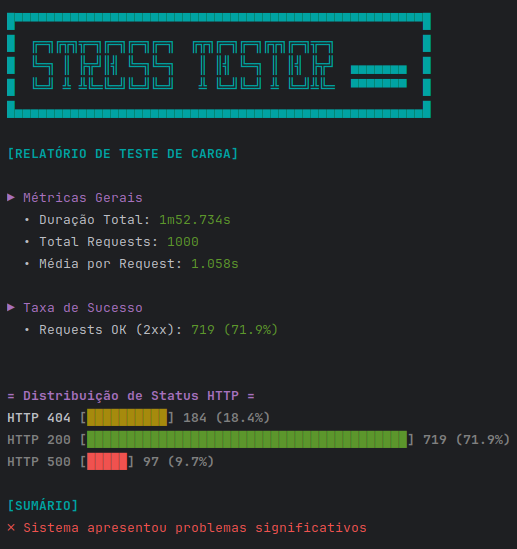 STRESS TESTER
[RELATÓRIO DE TESTE DE CARGA]
► Métricas Gerais
• Duração Total: 1m52.734s
• Total Requests: 1000
• Média por Request: 1.058s
► Taxa de Sucesso
• Requests OK (2xx): 719 (71.9%)
= Distribuição de Status HTTP =
HTTP 404 [██████████] 184 (18.4%)
HTTP 200 [████████████████████████████████████████] 719 (71.9%)
HTTP 500 [█████] 97 (9.7%)
[SUMÁRIO]
× Sistema apresentou problemas significativos